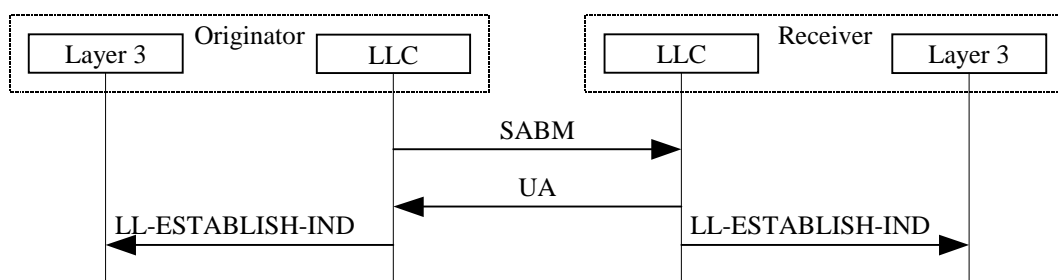 Originator Receiver
Layer 3 LLC LLC Layer 3
SABM
UA
LL-ESTABLISH-IND LL-ESTABLISH-IND